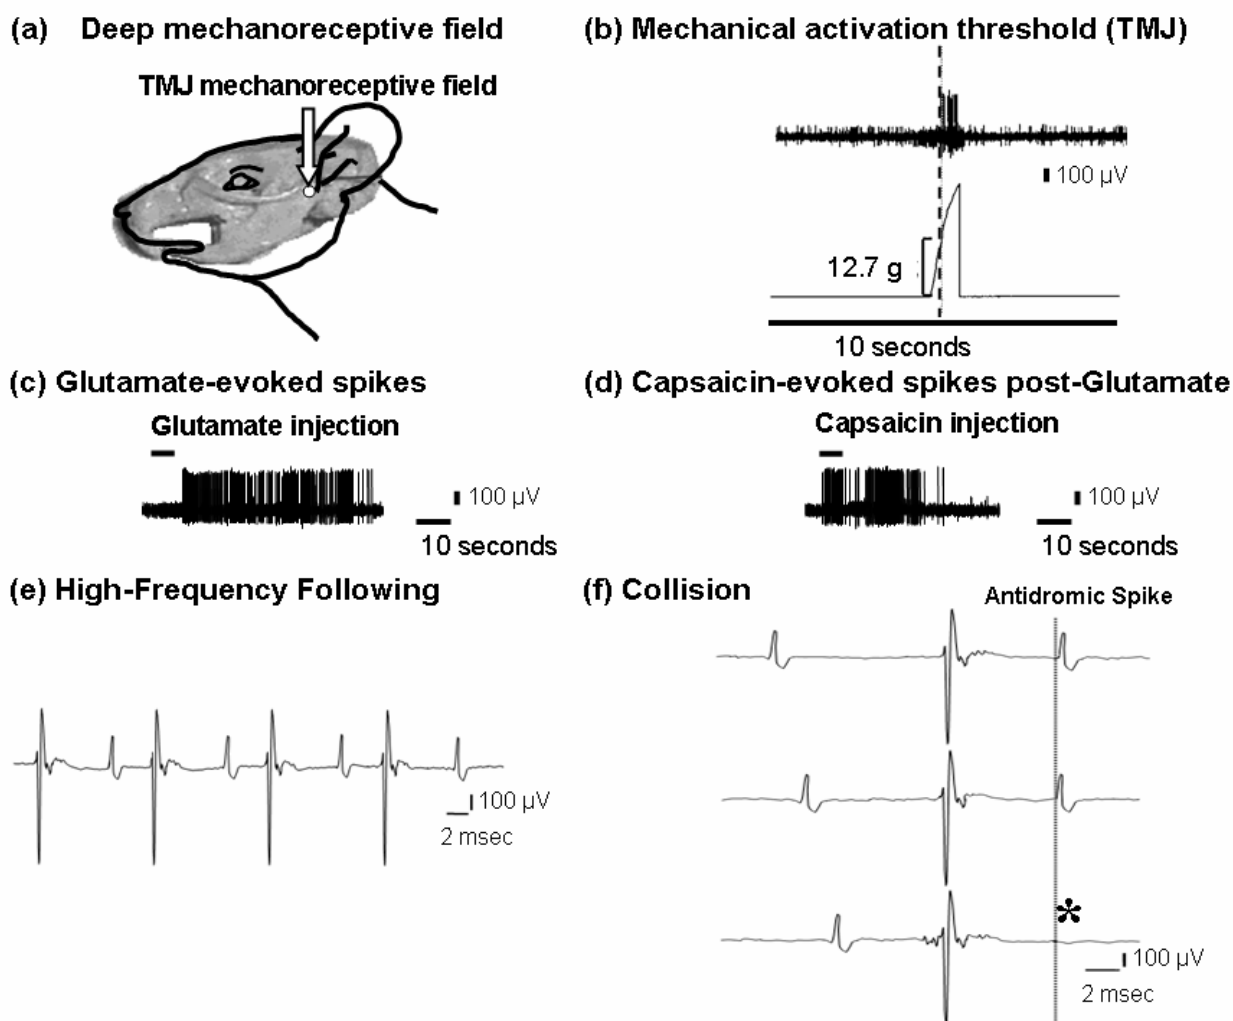 (a) Deep mechanoreceptive field
TMJ mechanoreceptive field
(b) Mechanical activation threshold (TMJ)
100 µV
12.7 g
10 seconds
(c) Glutamate-evoked spikes
Glutamate injection
100 µV
10 seconds
(d) Capsaicin-evoked spikes post-Glutamate
Capsaicin injection
100 µV
10 seconds
(e) High-Frequency Following
100 µV
2 msec
(f) Collision
Antidromic Spike
*
100 µV
2 msec